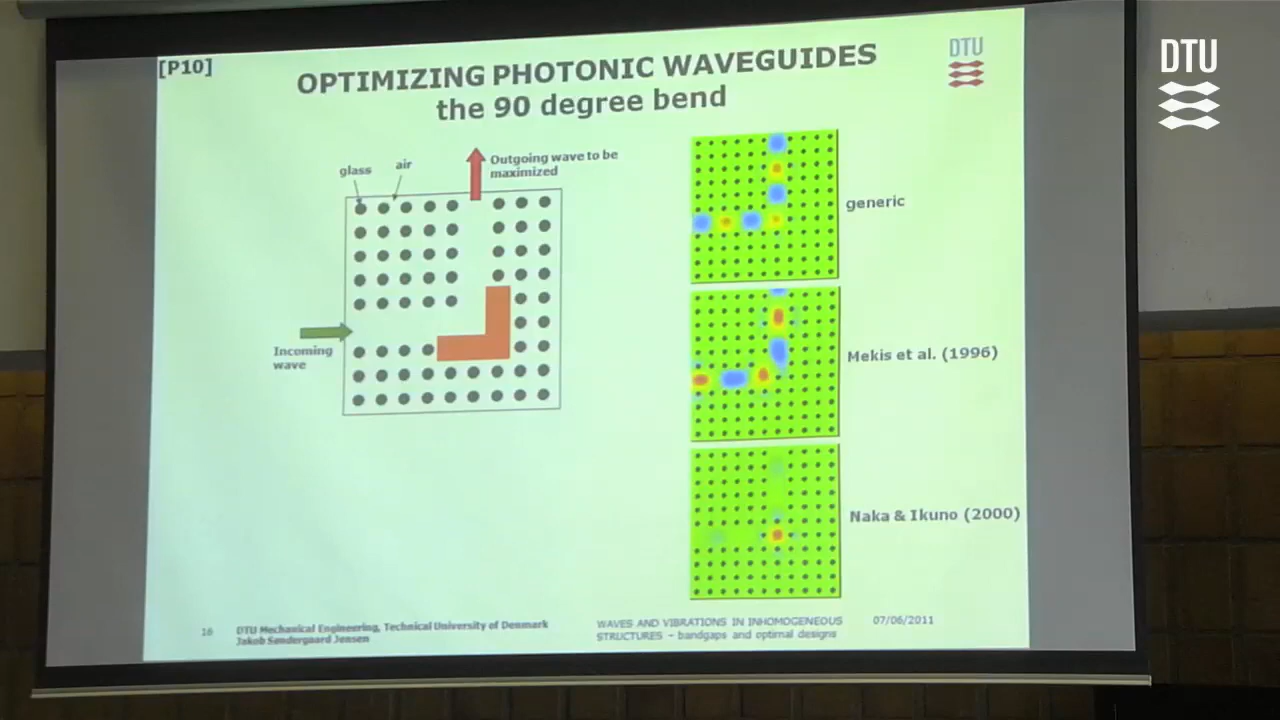 [P10]
OPTIMIZING PHOTONIC WAVEGUIDES
the 90 degree bend
DTU
DTU
glass
air
Outgoing wave to be
maximized
Incoming
wave
generic
Mekis et al. (1996)
Naka & Ikuno (2000)
16
DTU Mechanical Engineering, Technical University of Denmark
Jakob Søndergaard Jensen
WAVES AND VIBRATIONS IN INHOMOGENEOUS
STRUCTURES – bandgaps and optimal designs
07/06/2011